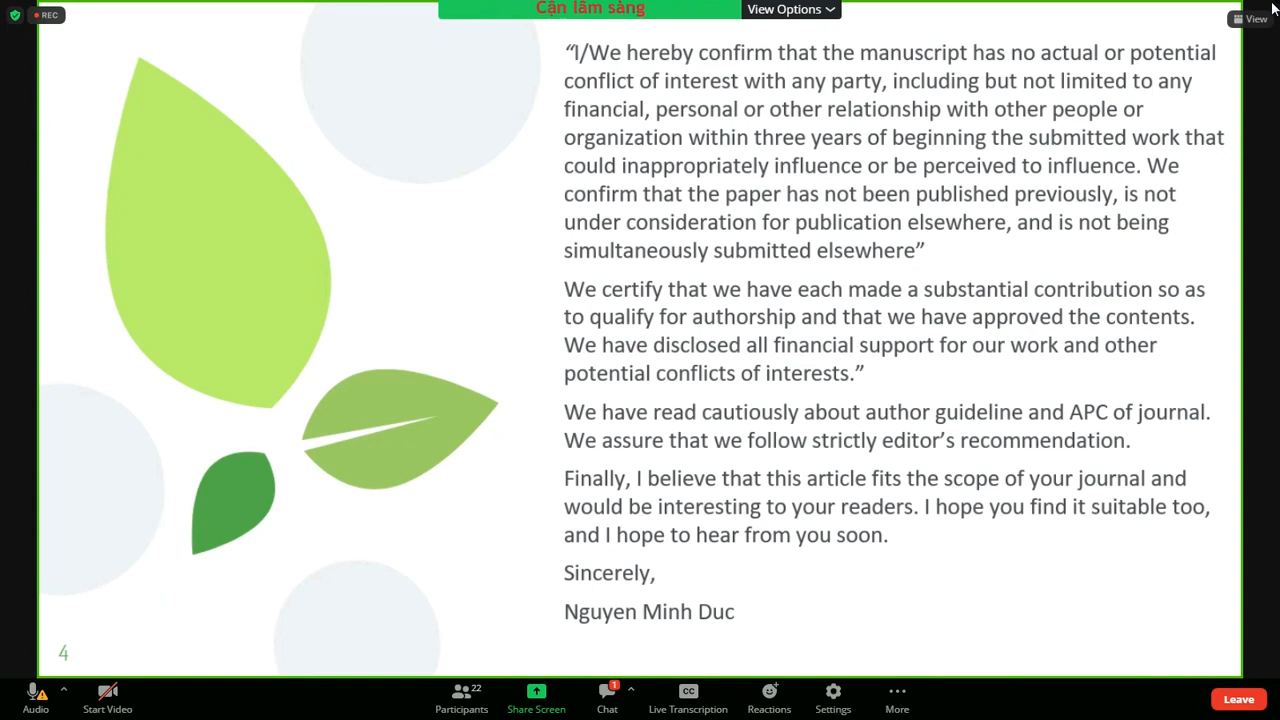 REC
Cận lâm sàng
View Options
View
“I/We hereby confirm that the manuscript has no actual or potential
conflict of interest with any party, including but not limited to any
financial, personal or other relationship with other people or
organization within three years of beginning the submitted work that
could inappropriately influence or be perceived to influence. We
confirm that the paper has not been published previously, is not
under consideration for publication elsewhere, and is not being
simultaneously submitted elsewhere”
We certify that we have each made a substantial contribution so as
to qualify for authorship and that we have approved the contents.
We have disclosed all financial support for our work and other
potential conflicts of interests.”
We have read cautiously about author guideline and APC of journal.
We assure that we follow strictly editor’s recommendation.
Finally, I believe that this article fits the scope of your journal and
would be interesting to your readers. I hope you find it suitable too,
and I hope to hear from you soon.
Sincerely,
Nguyen Minh Duc
4
22
1
CC
Audio
Start Video
Participants
Share Screen
Chat
Live Transcription
Reactions
Settings
More
Leave